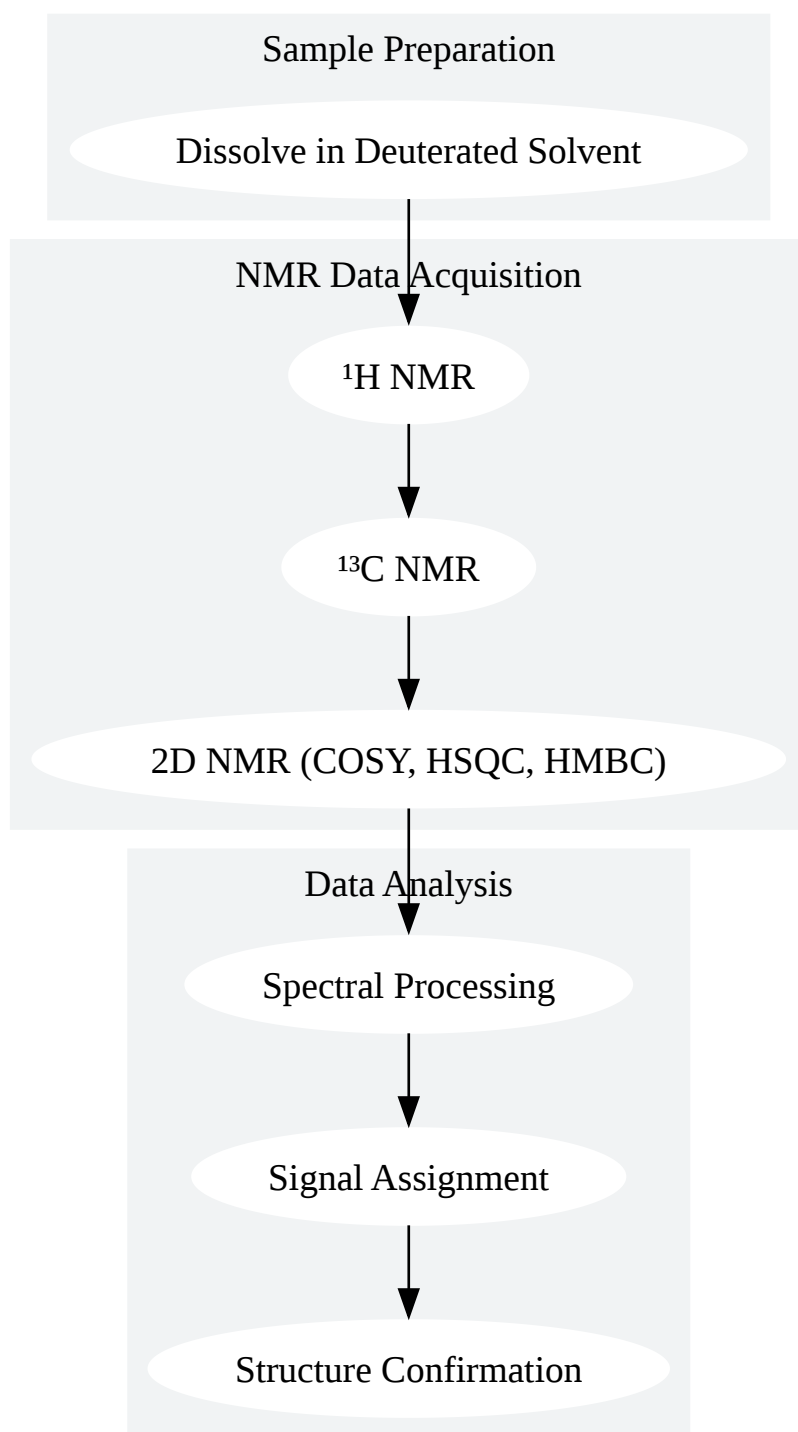 Sample Preparation
Dissolve in Deuterated Solvent
NMR Data Acquisition
¹H NMR
¹³C NMR
2D NMR (COSY, HSQC, HMBC)
Data Analysis
Spectral Processing
Signal Assignment
Structure Confirmation